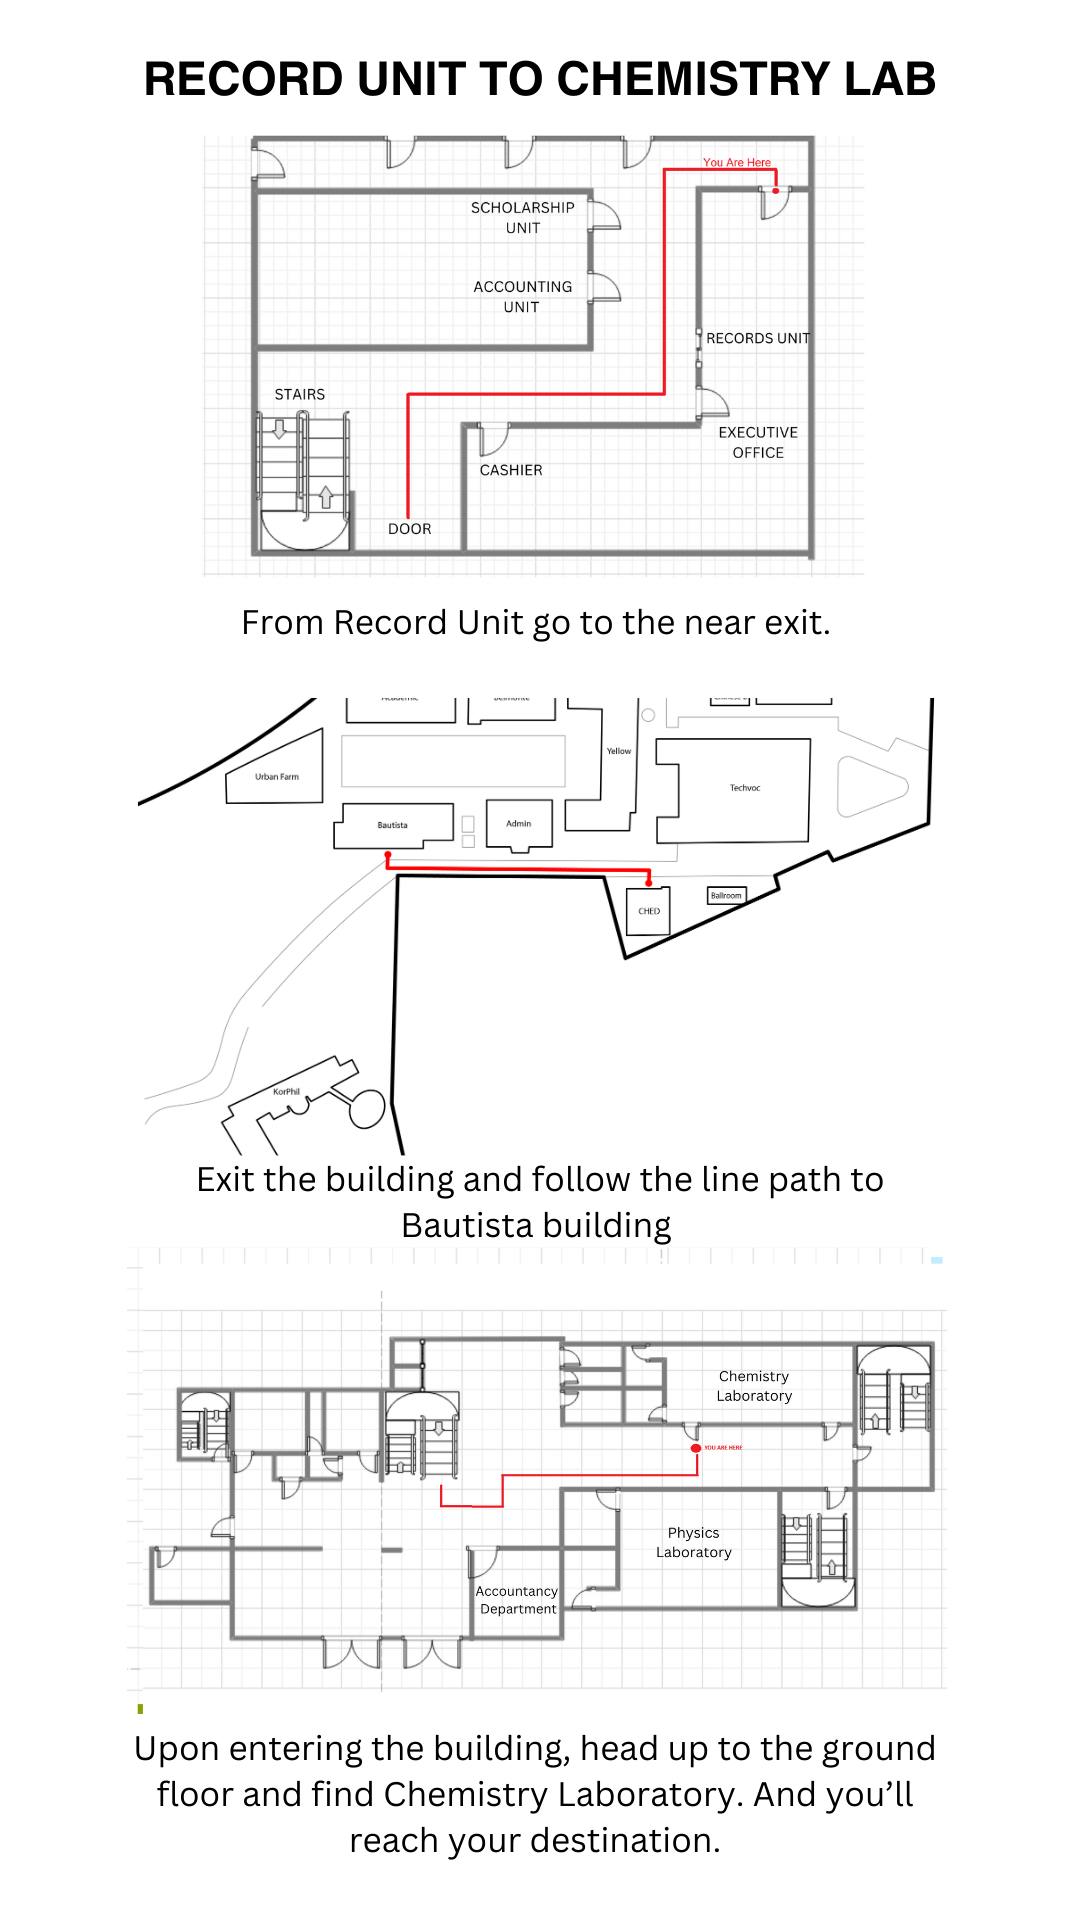 RECORD UNIT TO CHEMISTRY LAB
You Are Here
SCHOLARSHIP
UNIT
ACCOUNTING
UNIT
RECORDS UNIT
STAIRS
EXECUTIVE
OFFICE
CASHIER
DOOR
From Record Unit go to the near exit.
Academic
Belmonte
Yellow
Urban Farm
Techvoc
Bautista
Admin
Ballroom
CHED
KorPhil
Exit the building and follow the line path to
Bautista building
Chemistry
Laboratory
YOU ARE HERE
Physics
Laboratory
Accountancy
Department
Upon entering the building, head up to the ground
floor and find Chemistry Laboratory. And you’ll
reach your destination.